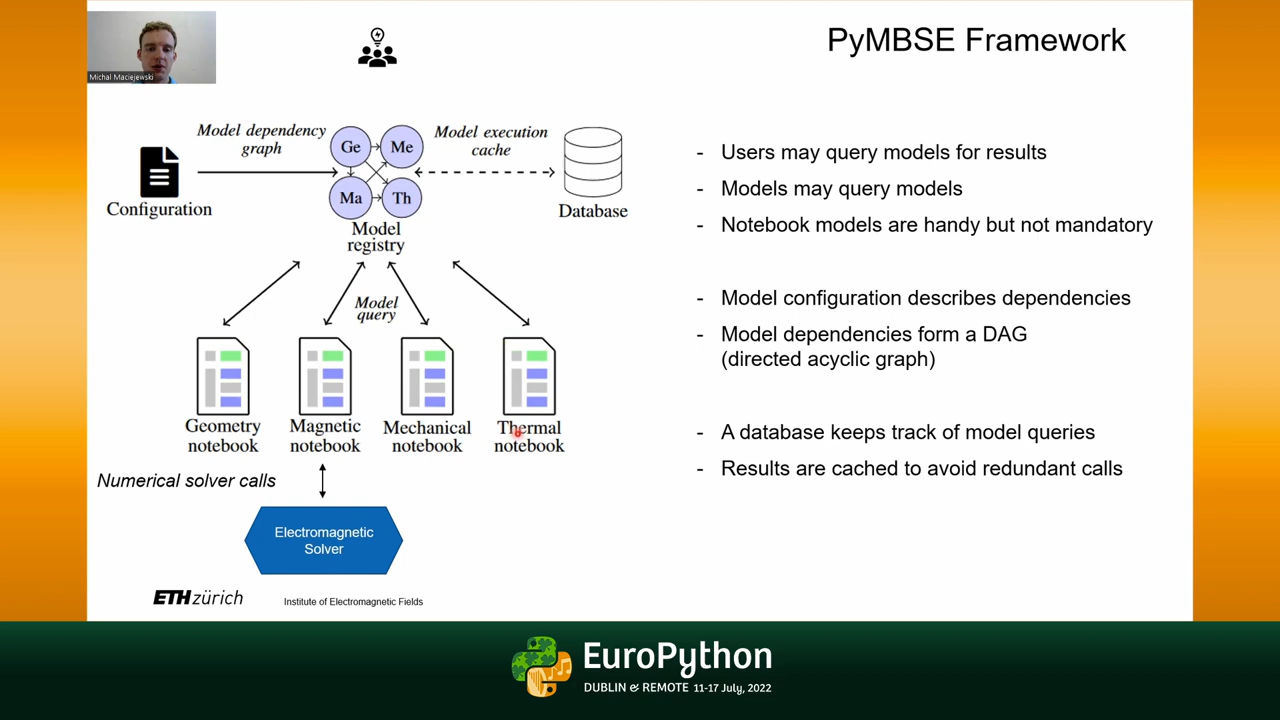 Michal Maciejewski
PyMBSE Framework
Model dependency
graph
Model execution
cache
Ge
Me
Ma
Th
Configuration
Database
Model
registry
Model
query
Geometry
notebook
Magnetic
notebook
Mechanical
notebook
Thermal
notebook
Numerical solver calls
Electromagnetic
Solver
- Users may query models for results
- Models may query models
- Notebook models are handy but not mandatory
- Model configuration describes dependencies
- Model dependencies form a DAG
(directed acyclic graph)
- A database keeps track of model queries
- Results are cached to avoid redundant calls
ETH zürich
Institute of Electromagnetic Fields
EuroPython
DUBLIN & REMOTE 11-17 July, 2022